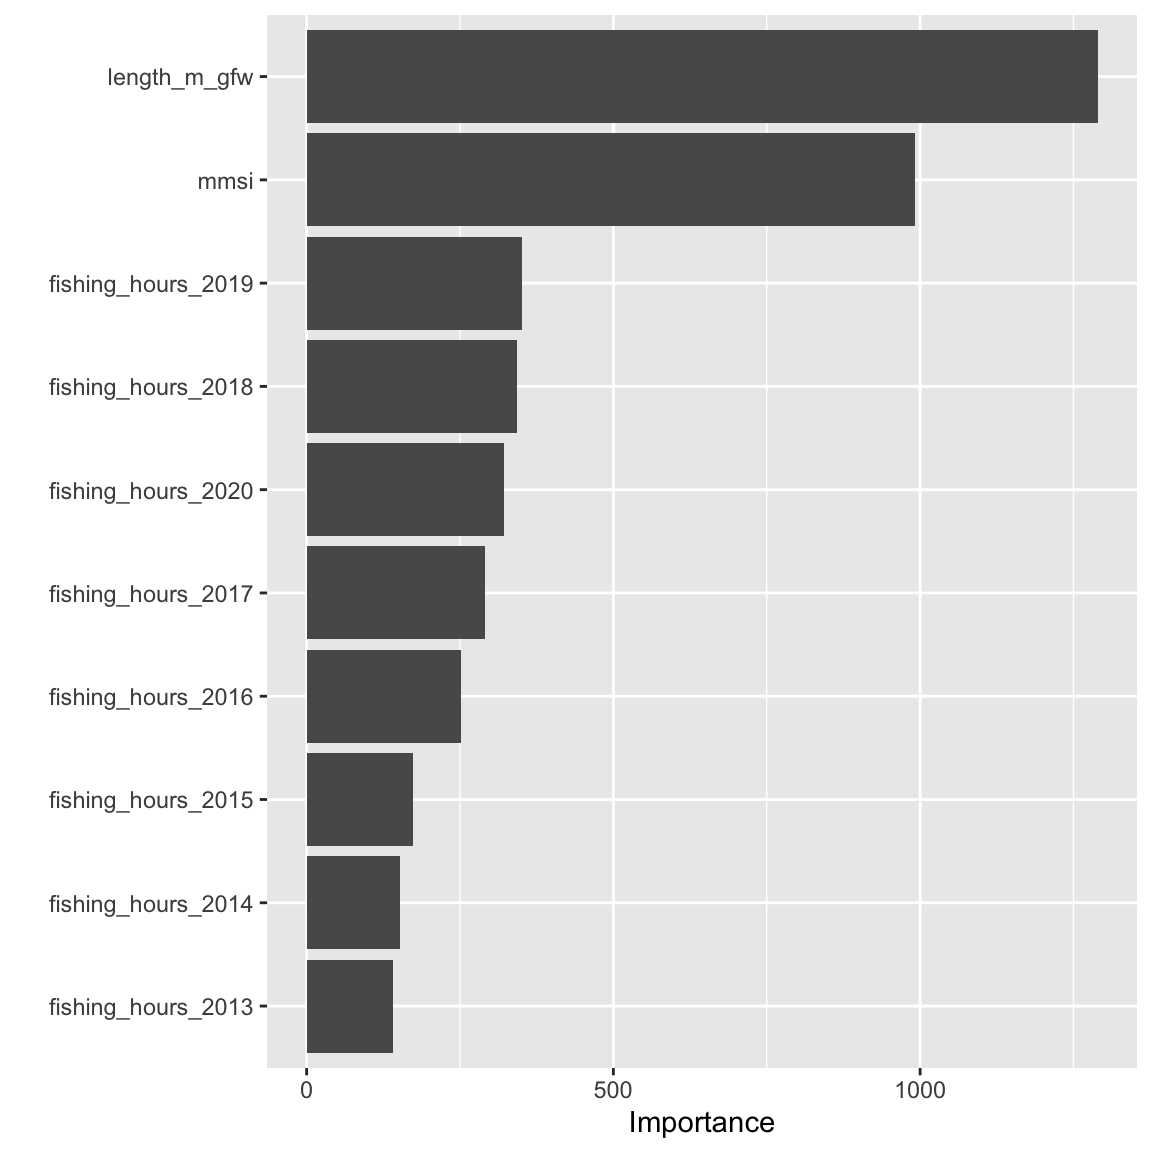 length_m_gfw
mmsi
fishing_hours_2019
fishing_hours_2018
fishing_hours_2020
fishing_hours_2017
fishing_hours_2016
fishing_hours_2015
fishing_hours_2014
fishing_hours_2013
0 500 1000
Importance